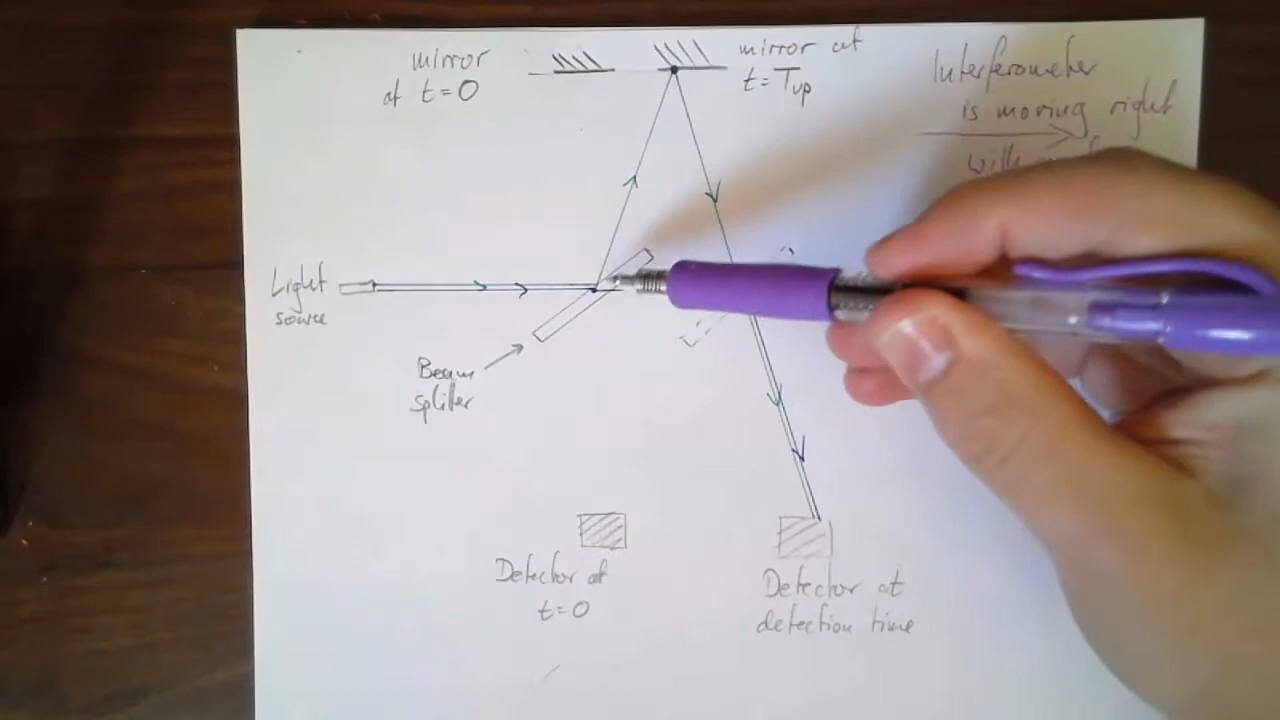 mirror
at t=0
mirror at
t=Tup
Interferometer
is moving right
with
Light
source
Beam
splitter
Detector at
t=0
Detector at
detection time